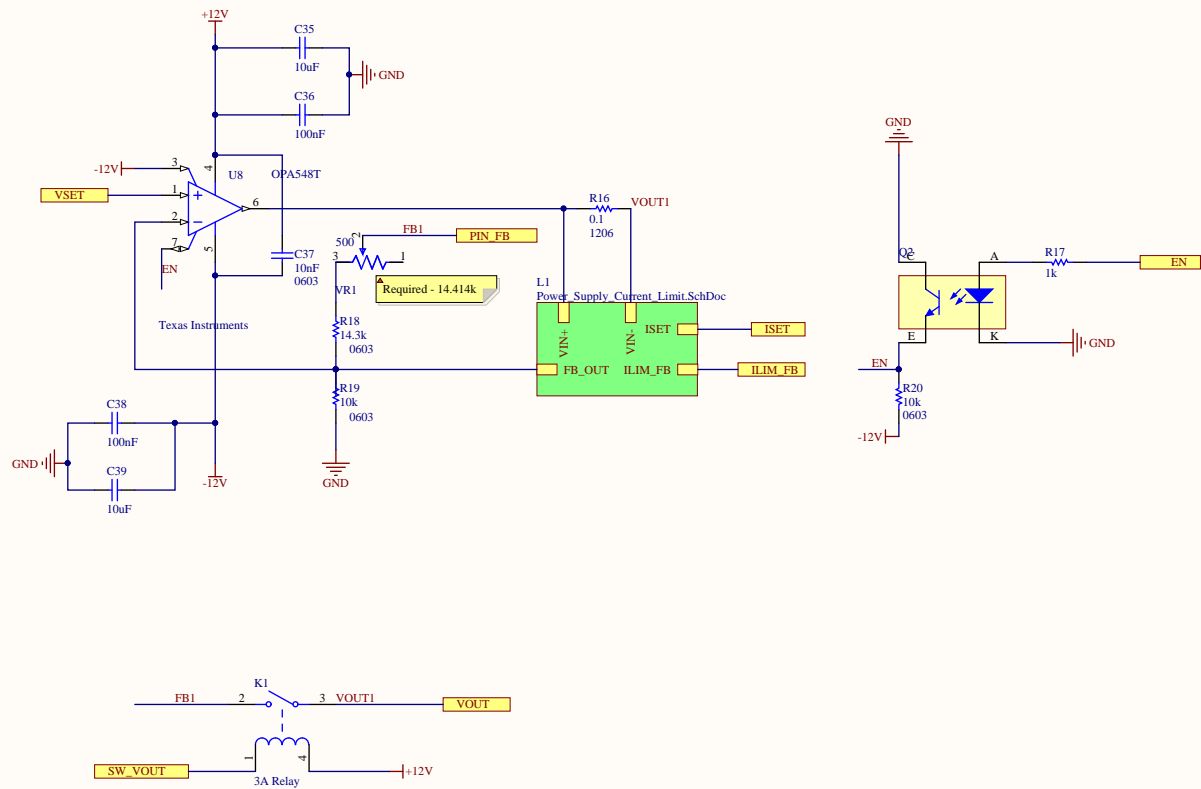 +12V
C35
10uF
GND
C36
100nF
-12V
3
4
U8
OPA548T
VSET
1
+
2
−
6
7
5
EN
C37
10nF
0603
Texas Instruments
500
2
FB1
PIN_FB
3
1
VR1
Required - 14.414k
R18
14.3k
0603
R19
10k
0603
GND
R16
0.1
1206
VOUT1
L1
Power_Supply_Current_Limit.SchDoc
VIN+
VIN-
ISET
ISET
FB_OUT
ILIM_FB
ILIM_FB
C38
100nF
GND
C39
10uF
-12V
GND
Q2
C
A
R17
1k
EN
E
K
GND
EN
R20
10k
0603
-12V
K1
FB1
2
3
VOUT1
VOUT
SW_VOUT
1
4
+12V
3A Relay